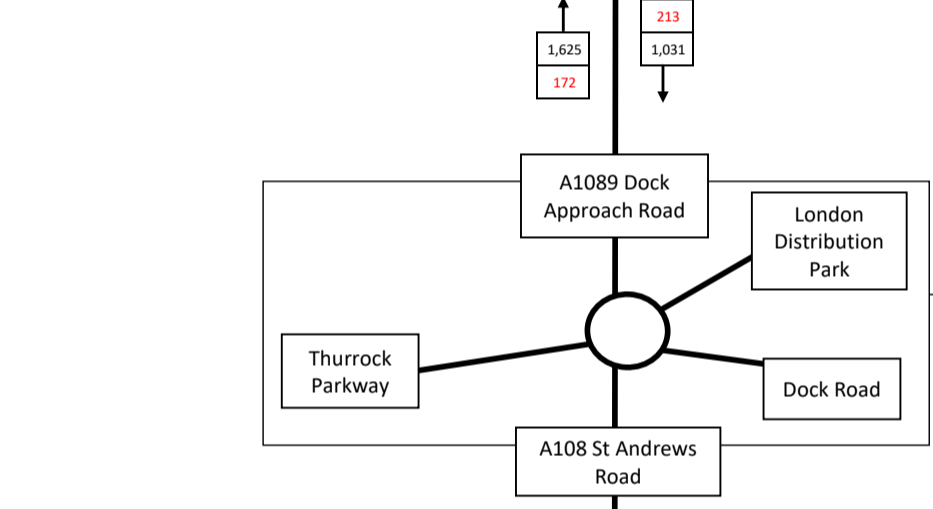 213
1,625
1,031
172
A1089 Dock
Approach Road
London
Distribution
Park
Thurrock
Parkway
Dock Road
A108 St Andrews
Road